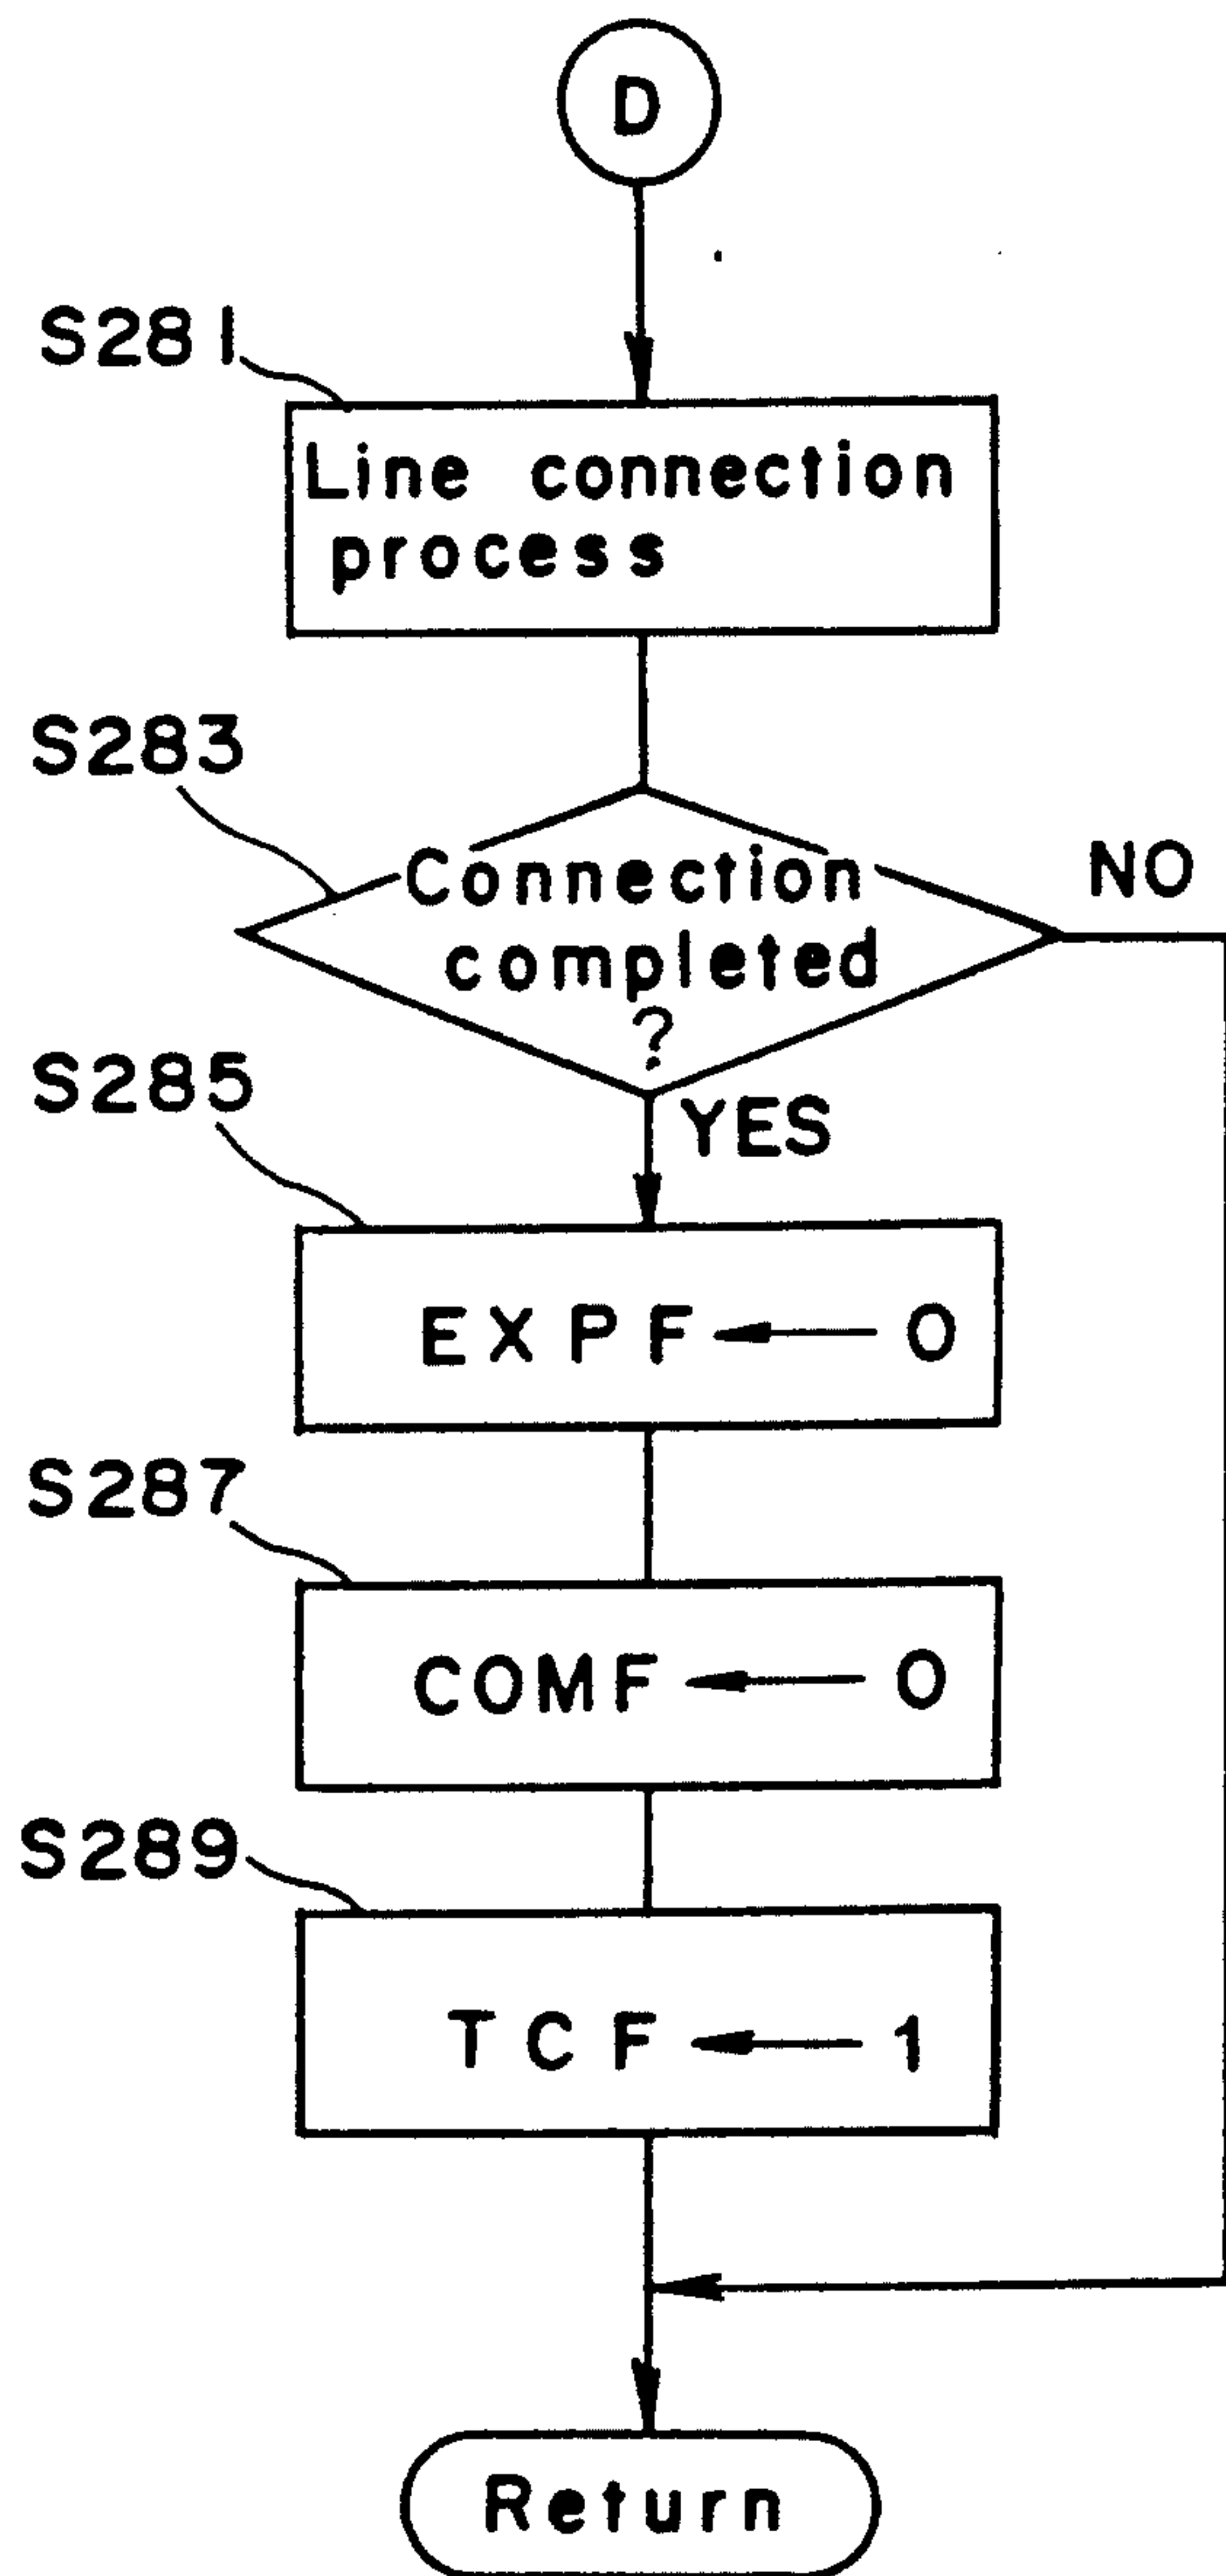 D
S281
Line connection
process
S283
Connection
completed
?
NO
YES
S285
EXPF ← 0
S287
COMF ← 0
S289
TCF ← 1
Return